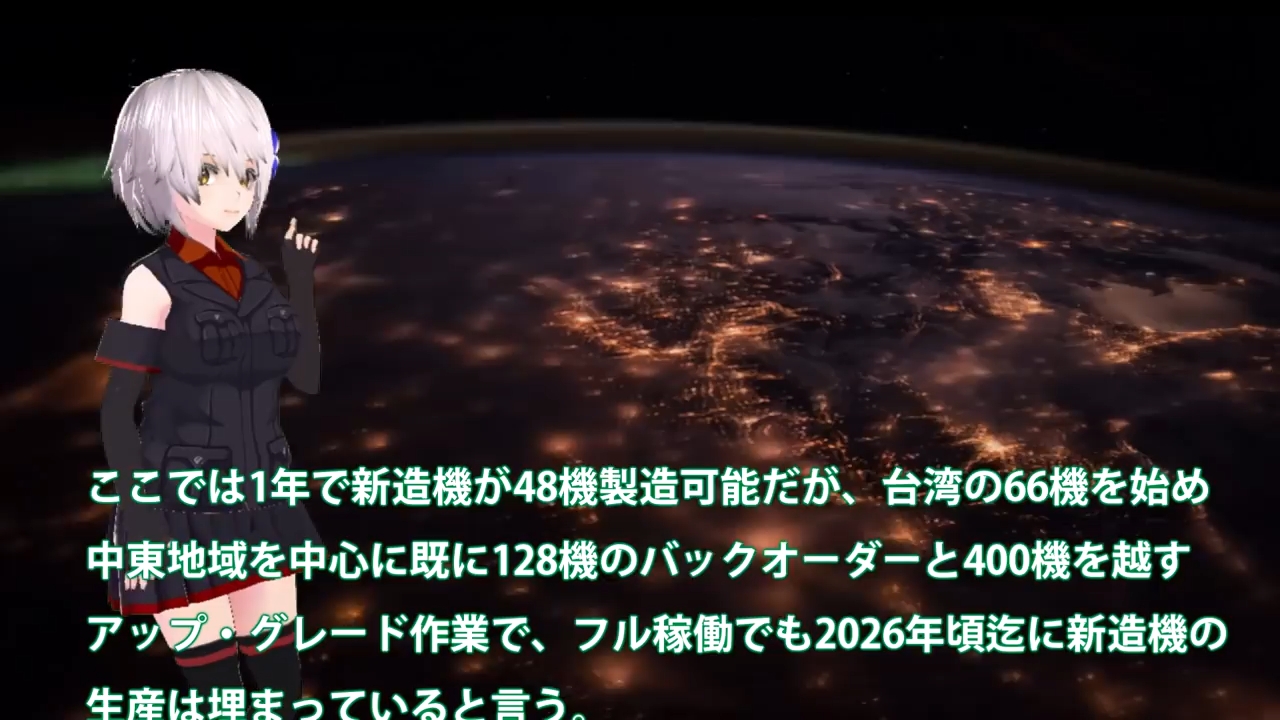 ここでは1年で新造機が48機製造可能だが、台湾の66機を始め
中東地域を中心に既に128機のバックオーダーと400機を越す
アップ・グレード作業で、フル稼働でも2026年頃迄に新造機の
生産は埋まっていると言う。